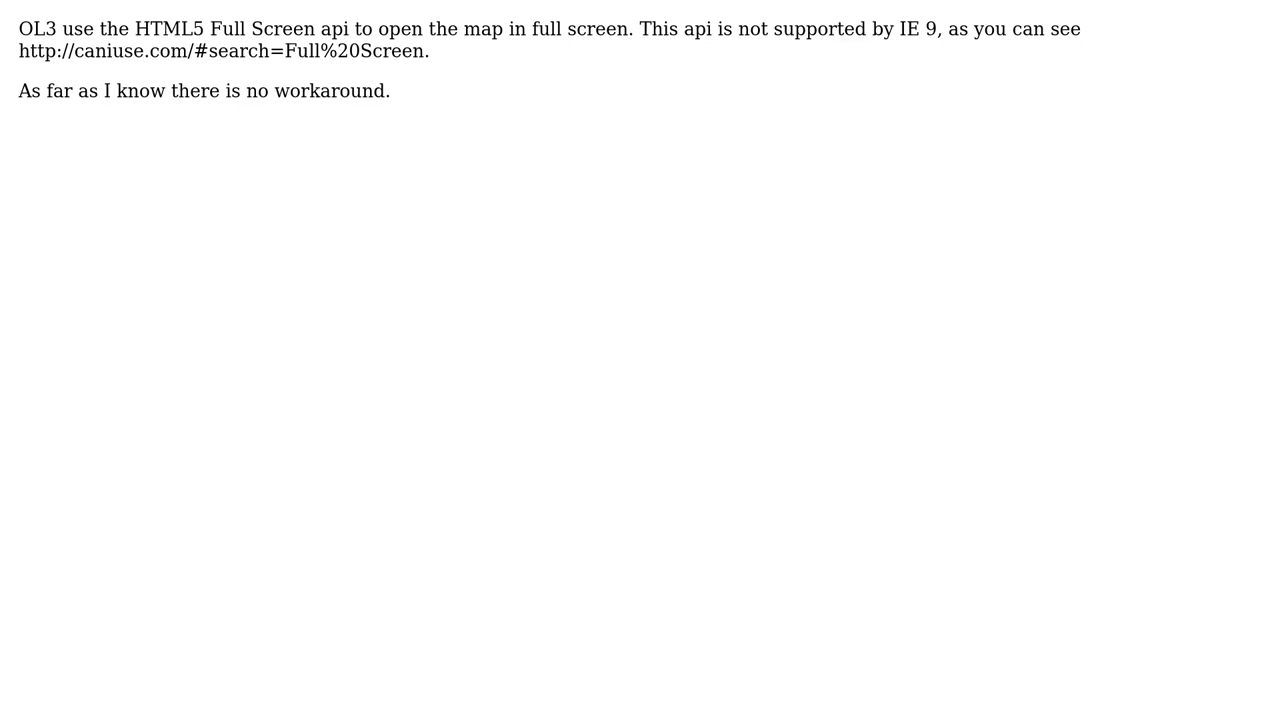 OL3 use the HTML5 Full Screen api to open the map in full screen. This api is not supported by IE 9, as you can see
http://caniuse.com/#search=Full%20Screen.
As far as I know there is no workaround.